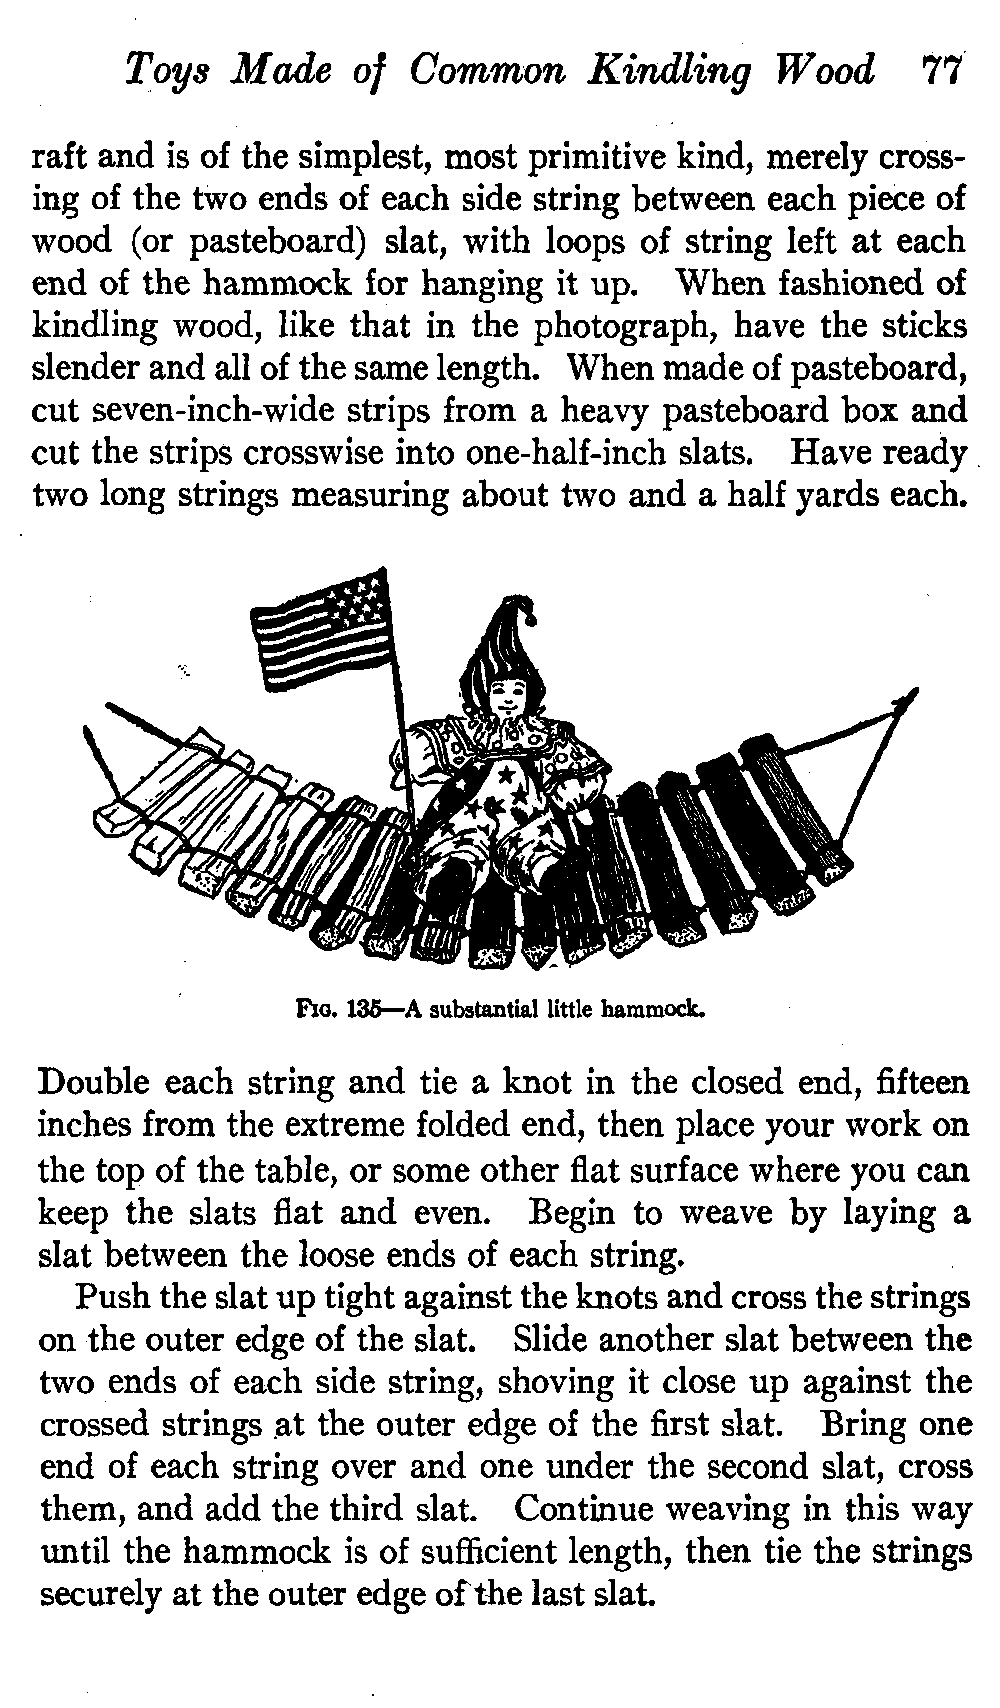 Toys Made of Common Kindling Wood 77
raft and is of the simplest, most primitive kind, merely cross-
ing of the two ends of each side string between each piece of
wood (or pasteboard) slat, with loops of string left at each
end of the hammock for hanging it up. When fashioned of
kindling wood, like that in the photograph, have the sticks
slender and all of the same length. When made of pasteboard,
cut seven-inch-wide strips from a heavy pasteboard box and
cut the strips crosswise into one-half-inch slats. Have ready
two long strings measuring about two and a half yards each.
FIG. 135—A substantial little hammock.
Double each string and tie a knot in the closed end, fifteen
inches from the extreme folded end, then place your work on
the top of the table, or some other flat surface where you can
keep the slats flat and even. Begin to weave by laying a
slat between the loose ends of each string.
Push the slat up tight against the knots and cross the strings
on the outer edge of the slat. Slide another slat between the
two ends of each side string, shoving it close up against the
crossed strings at the outer edge of the first slat. Bring one
end of each string over and one under the second slat, cross
them, and add the third slat. Continue weaving in this way
until the hammock is of sufficient length, then tie the strings
securely at the outer edge of the last slat.